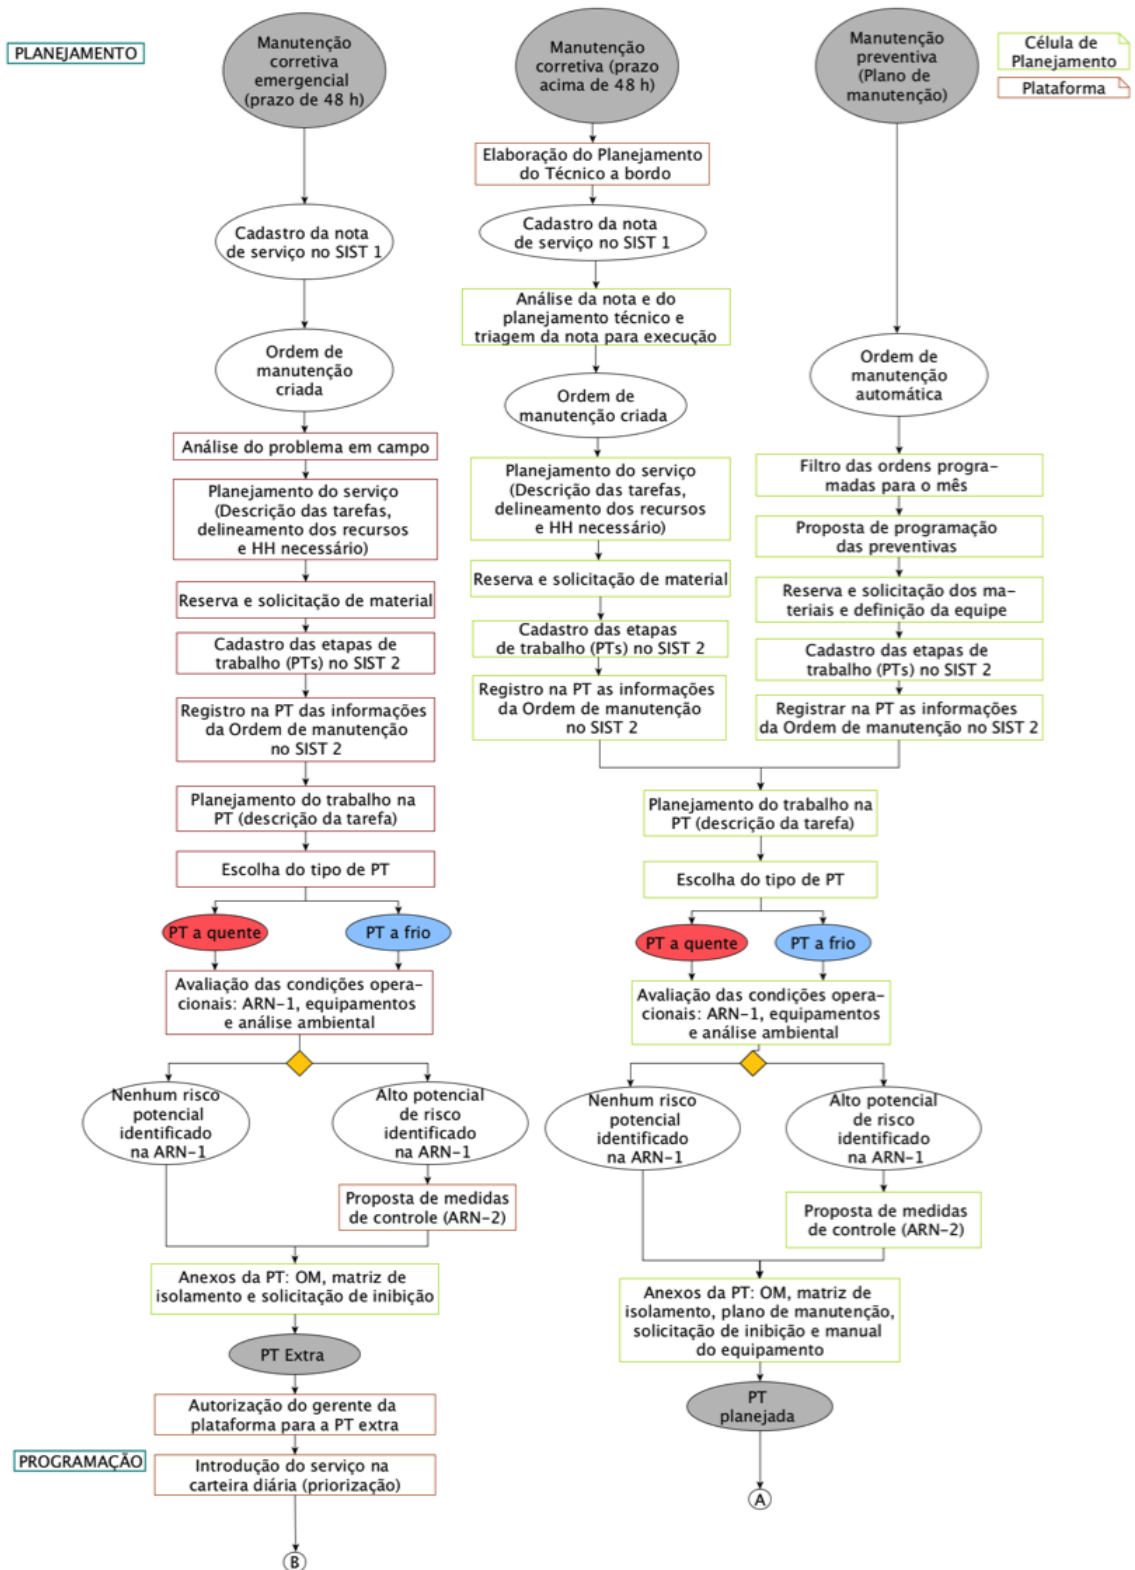 PLANEJAMENTO
Manutenção
corretiva
emergencial
(prazo de 48 h)
Cadastro da nota
de serviço no SIST 1
Ordem de
manutenção
criada
Análise do problema em campo
Planejamento do serviço
(Descrição das tarefas,
delineamento dos recursos
e HH necessário)
Reserva e solicitação de material
Cadastro das etapas de
trabalho (PTs) no SIST 2
Registro na PT das informações
da Ordem de manutenção
no SIST 2
Planejamento do trabalho na
PT (descrição da tarefa)
Escolha do tipo de PT
PT a quente
PT a frio
Avaliação das condições opera-
cionais: ARN-1, equipamentos
e análise ambiental
Nenhum risco
potencial
identificado
na ARN-1
Alto potencial
de risco
identificado
na ARN-1
Proposta de medidas
de controle (ARN-2)
Anexos da PT: OM, matriz de
isolamento e solicitação de inibição
PT Extra
Autorização do gerente da
plataforma para a PT extra
PROGRAMAÇÃO
Introdução do serviço na
carteira diária (priorização)
B
Manutenção
corretiva (prazo
acima de 48 h)
Elaboração do Planejamento
do Técnico a bordo
Cadastro da nota
de serviço no SIST 1
Análise da nota e do
planejamento técnico e
triagem da nota para execução
Ordem de
manutenção criada
Planejamento do serviço
(Descrição das tarefas,
delineamento dos recursos
e HH necessário)
Reserva e solicitação de material
Cadastro das etapas
de trabalho (PTs) no SIST 2
Registro na PT as informações
da Ordem de manutenção
no SIST 2
Manutenção
preventiva
(Plano de
manutenção)
Ordem de
manutenção
automática
Filtro das ordens progra-
madas para o mês
Proposta de programação
das preventivas
Reserva e solicitação dos ma-
teriais e definição da equipe
Cadastro das etapas de
trabalho (PTs) no SIST 2
Registrar na PT as informações
da Ordem de manutenção no SIST 2
Planejamento do trabalho na
PT (descrição da tarefa)
Escolha do tipo de PT
PT a quente
PT a frio
Avaliação das condições opera-
cionais: ARN-1, equipamentos
e análise ambiental
Nenhum risco
potencial
identificado
na ARN-1
Alto potencial
de risco
identificado
na ARN-1
Proposta de medidas
de controle (ARN-2)
Anexos da PT: OM, matriz de
isolamento, plano de manutenção,
solicitação de inibição e manual
do equipamento
PT
planejada
A
Célula de
Planejamento
Plataforma